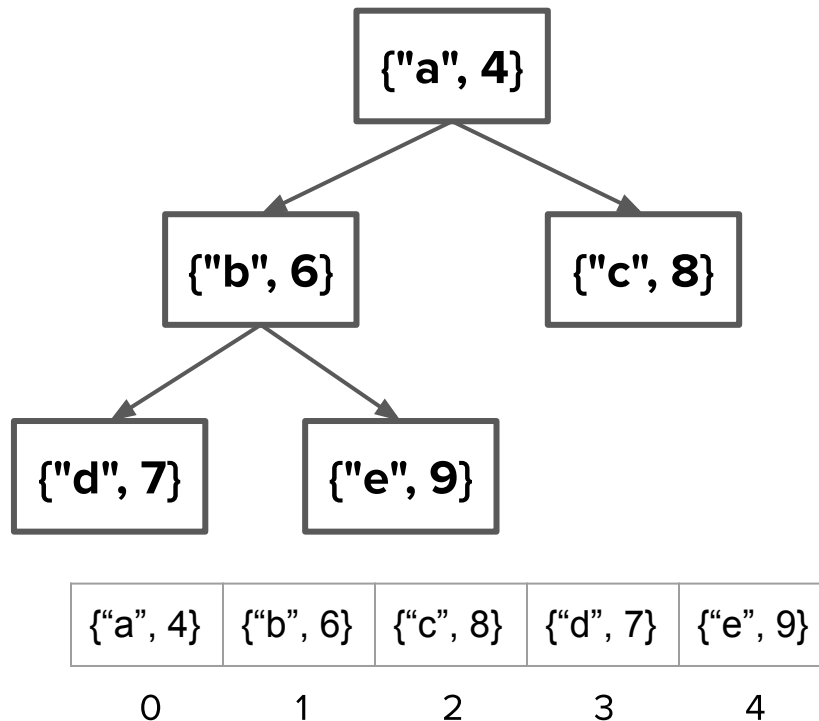 {"a", 4}
{"b", 6} {"c", 8}
{"d", 7} {"e", 9}
{“a”, 4} {“b”, 6} {“c”, 8} {“d”, 7} {“e”, 9}
0 1 2 3 4